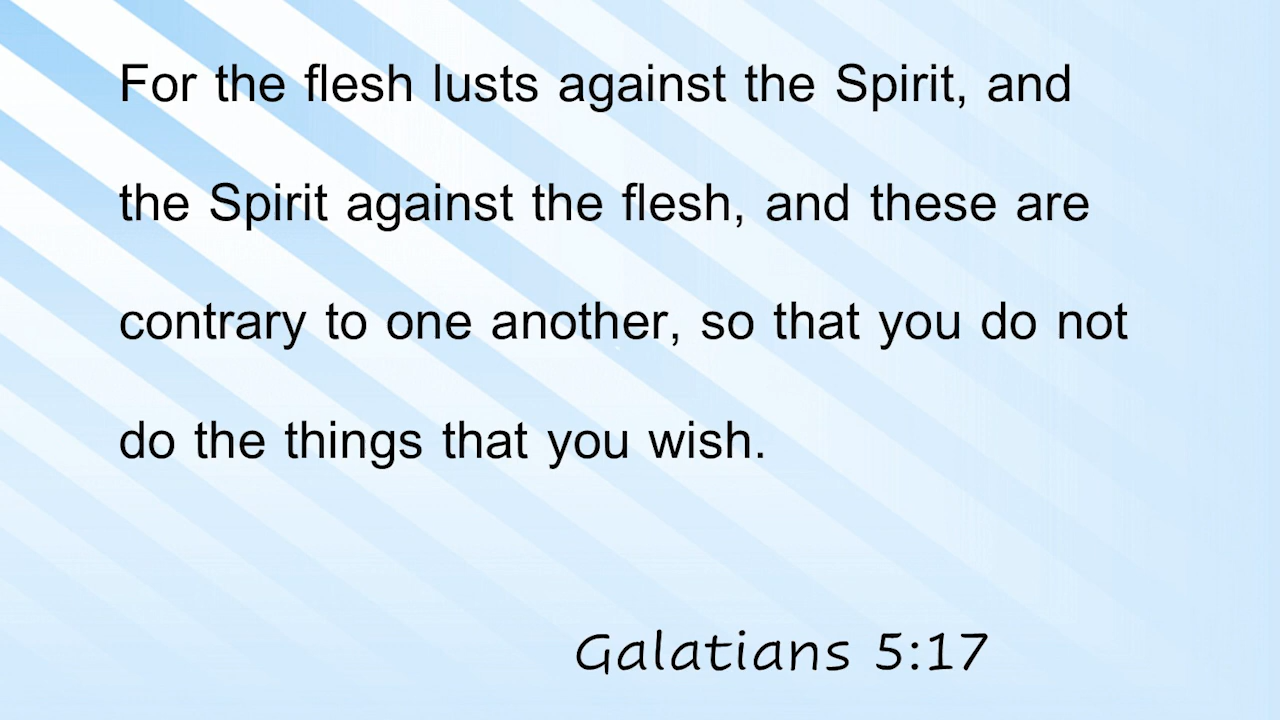 For the flesh lusts against the Spirit, and
the Spirit against the flesh, and these are
contrary to one another, so that you do not
do the things that you wish.
Galatians 5:17